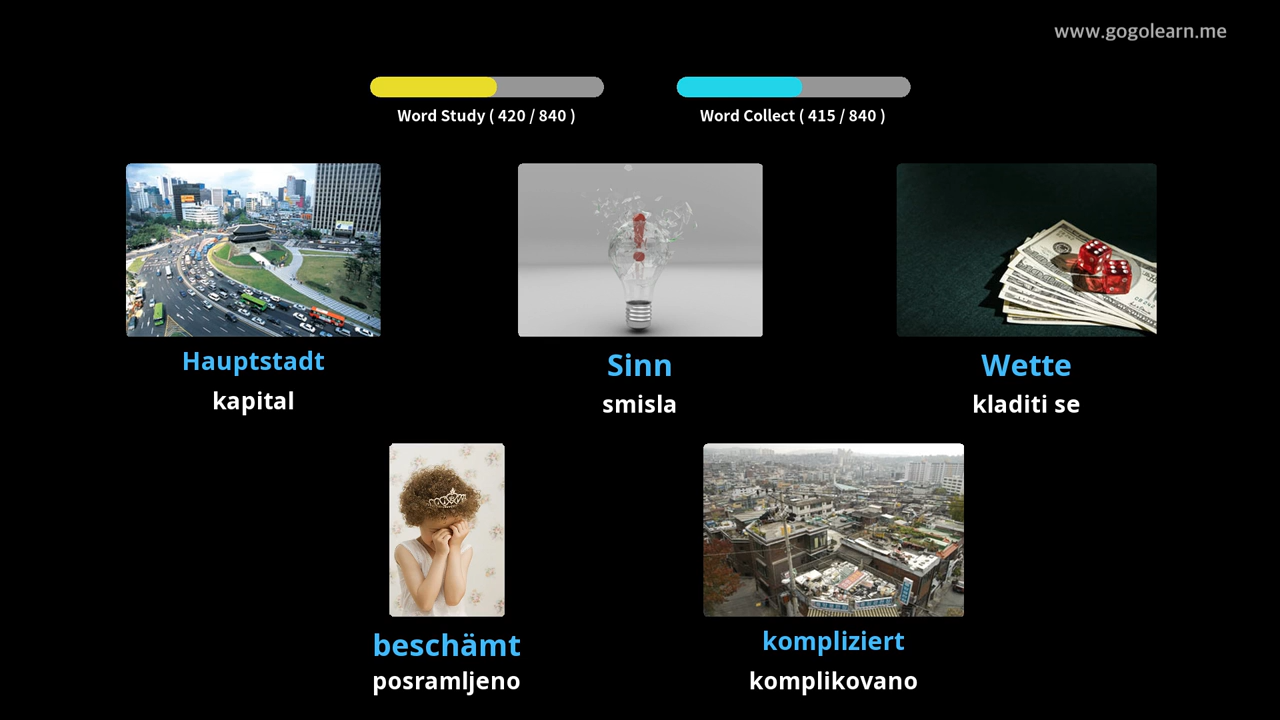 www.gogolearn.me
Word Study ( 420 / 840 )
Word Collect ( 415 / 840 )
Hauptstadt
kapital
Sinn
smisla
Wette
kladiti se
beschämt
posramljeno
kompliziert
komplikovano